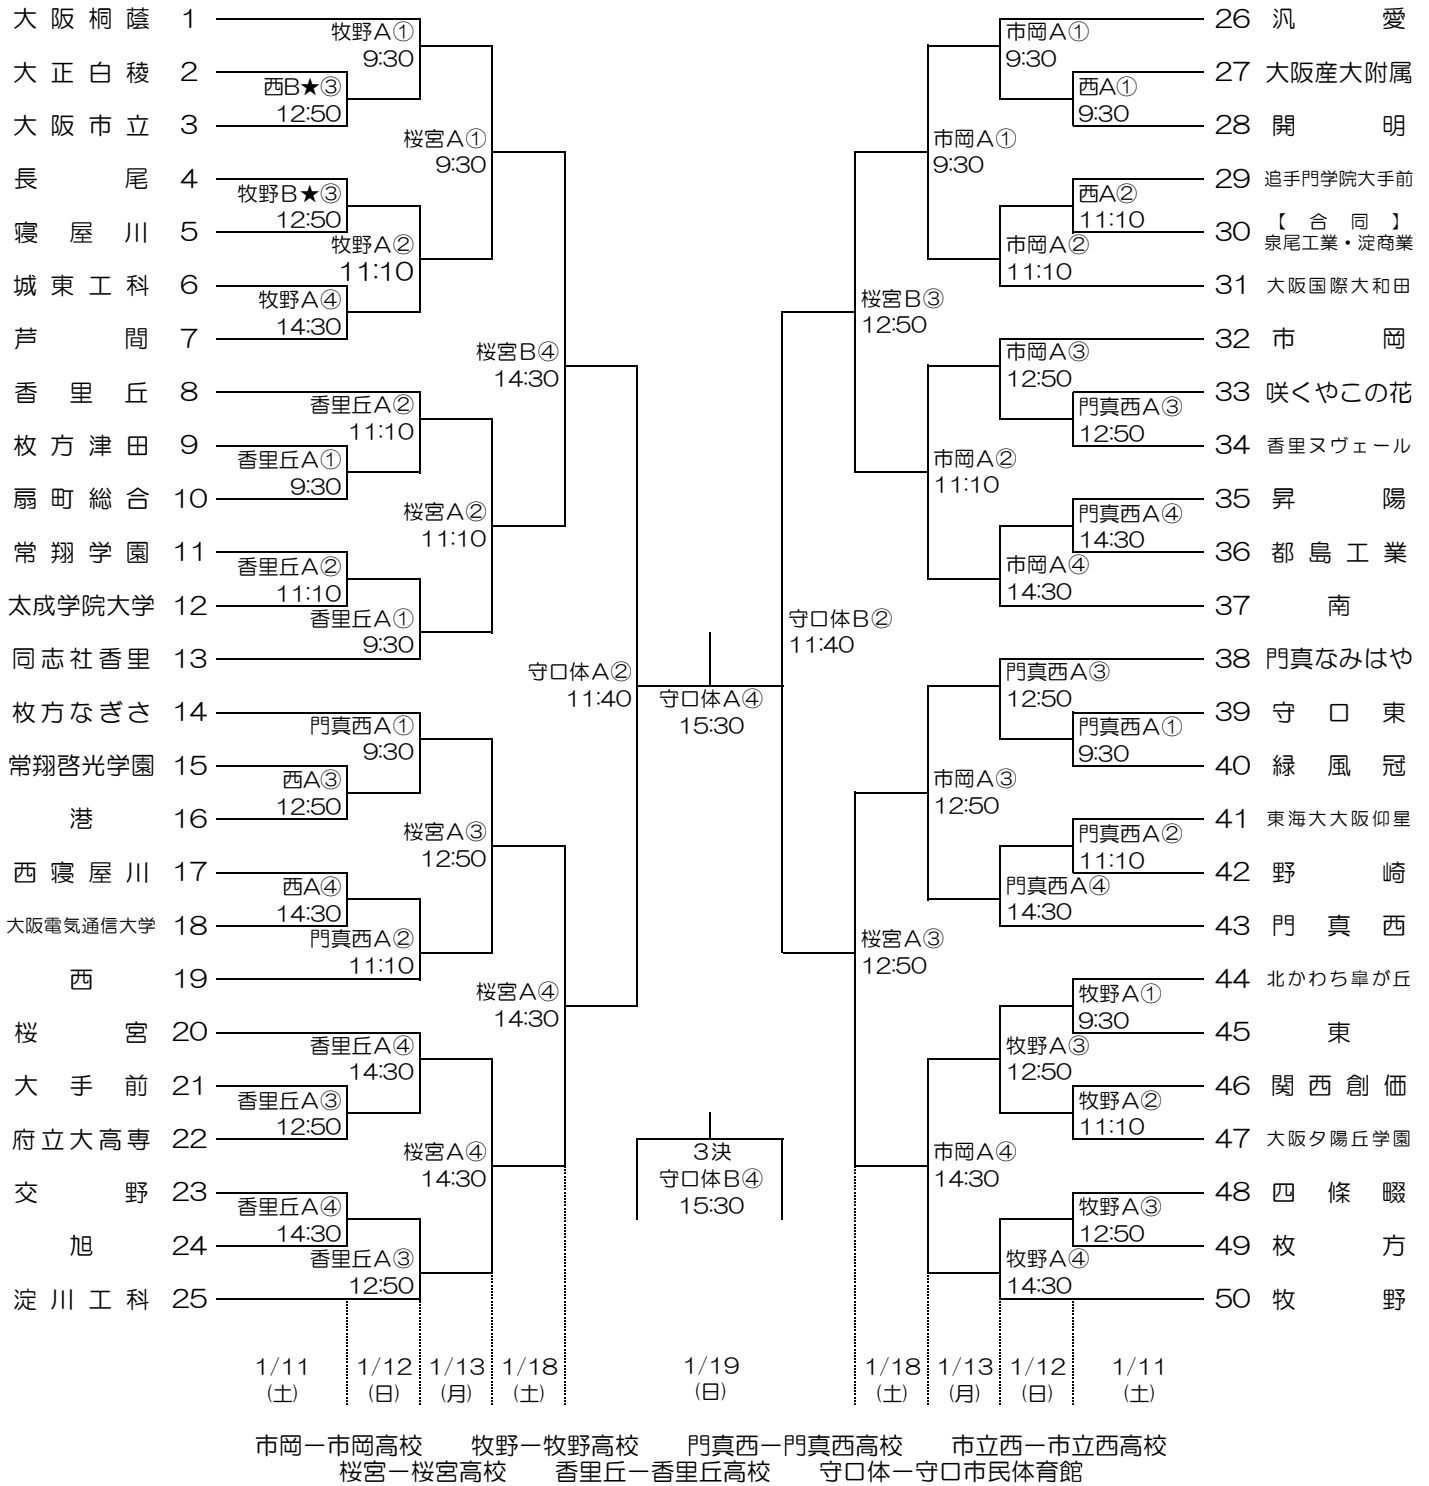 大阪桐蔭 1
大正白稜 2
大阪市立 3
長尾 4
寝屋川 5
城東工科 6
芦間 7
香里丘 8
枚方津田 9
扇町総合 10
常翔学園 11
太成学院大学 12
同志社香里 13
枚方なぎさ 14
常翔啓光学園 15
港 16
西寝屋川 17
大阪電気通信大学 18
西 19
桜宮 20
大手前 21
府立大高専 22
交野 23
旭 24
淀川工科 25
西B★③
12:50
牧野B★③
12:50
牧野A④
14:30
香里丘A①
9:30
香里丘A②
11:10
西A③
12:50
西A④
14:30
香里丘A③
12:50
香里丘A④
14:30
牧野A①
9:30
牧野A②
11:10
香里丘A②
11:10
香里丘A①
9:30
門真西A①
9:30
門真西A②
11:10
香里丘A④
14:30
香里丘A③
12:50
桜宮A①
9:30
桜宮A②
11:10
桜宮A③
12:50
桜宮A④
14:30
桜宮B④
14:30
桜宮A④
14:30
守口体A②
11:40
守口体A④
15:30
3決
守口体B④
15:30
守口体B②
11:40
桜宮B③
12:50
桜宮A③
12:50
市岡A①
9:30
市岡A②
11:10
市岡A③
12:50
市岡A④
14:30
市岡A①
9:30
市岡A②
11:10
市岡A③
12:50
市岡A④
14:30
門真西A③
12:50
門真西A④
14:30
牧野A③
12:50
牧野A④
14:30
西A①
9:30
西A②
11:10
門真西A③
12:50
門真西A④
14:30
門真西A①
9:30
門真西A②
11:10
牧野A①
9:30
牧野A②
11:10
牧野A③
12:50
26 汎愛
27 大阪産大附属
28 開明
29 追手門学院大手前
30 【合同】
泉尾工業・淀商業
31 大阪国際大和田
32 市岡
33 咲くやこの花
34 香里ヌヴェール
35 昇陽
36 都島工業
37 南
38 門真なみはや
39 守口東
40 緑風冠
41 東海大大阪仰星
42 野崎
43 門真西
44 北かわち皐が丘
45 東
46 関西創価
47 大阪夕陽丘学園
48 四條畷
49 枚方
50 牧野
1/11 1/12 1/13 1/18 1/19 1/18 1/13 1/12 1/11
(土) (日) (月) (土) (日) (土) (月) (日) (土)
市岡ー市岡高校 牧野ー牧野高校 門真西ー門真西高校 市立西ー市立西高校
桜宮ー桜宮高校 香里丘ー香里丘高校 守口体ー守口市民体育館